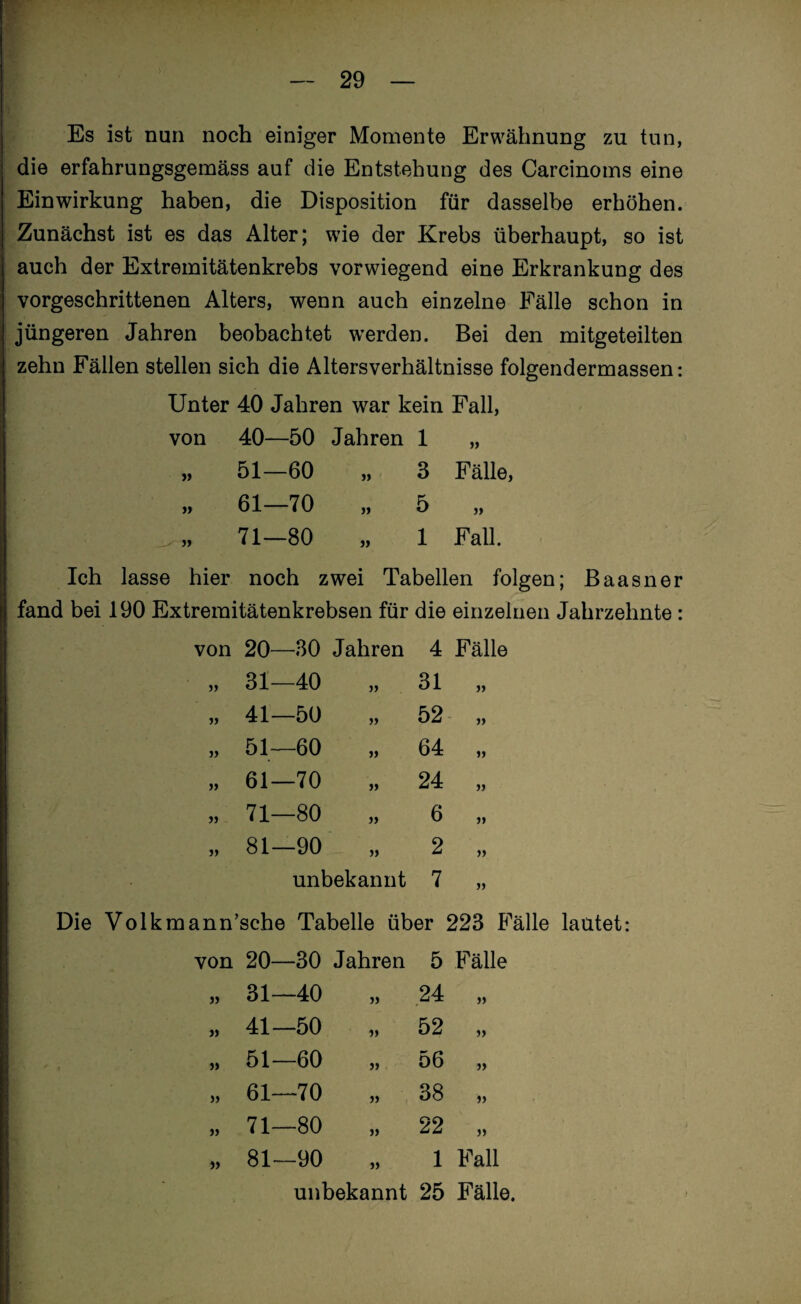 — 29 —
Es ist nun noch einiger Momente Erwähnung zu tun,
die erfahrungsgemäss auf die Entstehung des Carcinoms eine
Einwirkung haben, die Disposition für dasselbe erhöhen.
Zunächst ist es das Alter; wie der Krebs überhaupt, so ist
auch der Extremitätenkrebs vorwiegend eine Erkrankung des
vorgeschrittenen Alters, wenn auch einzelne Fälle schon in
jüngeren Jahren beobachtet werden. Bei den mitgeteilten
zehn Fällen stellen sich die Altersverhältnisse folgendermassen:
Unter 40 Jahren war kein Fall,
von 40—50 Jahren 1 „
„ 51—60 „ 3 Fälle,
„ 61—70 „ 5 „
„ 71—80 „ 1 Fall.
Ich lasse hier noch zwei Tabellen folgen; Baasner
fand bei 190 Extremitätenkrebsen für die einzelnen Jahrzehnte:
von 20—30 Jahren 4 Fälle
„ 31—40 „ 31 „
„ 41—50 „ 52 „
„ 51—60 „ 64 „
„ 61—70 „ 24 „
„ 71—80 „ 6 „
„ 81—90 „ 2 „
unbekannt 7 „
Die Volkmann’sche Tabelle über 223 Fälle lautet:
von 20—30 Jahren 5 Fälle
„ 31—40 „ 24 „
„ 41—50 „ 52 „
„ 51—60 „ 56 „
„ 61—70 „ 38 „
„ 71—80 „ 22 „
„ 81—90 „ 1 Fall
unbekannt 25 Fälle.